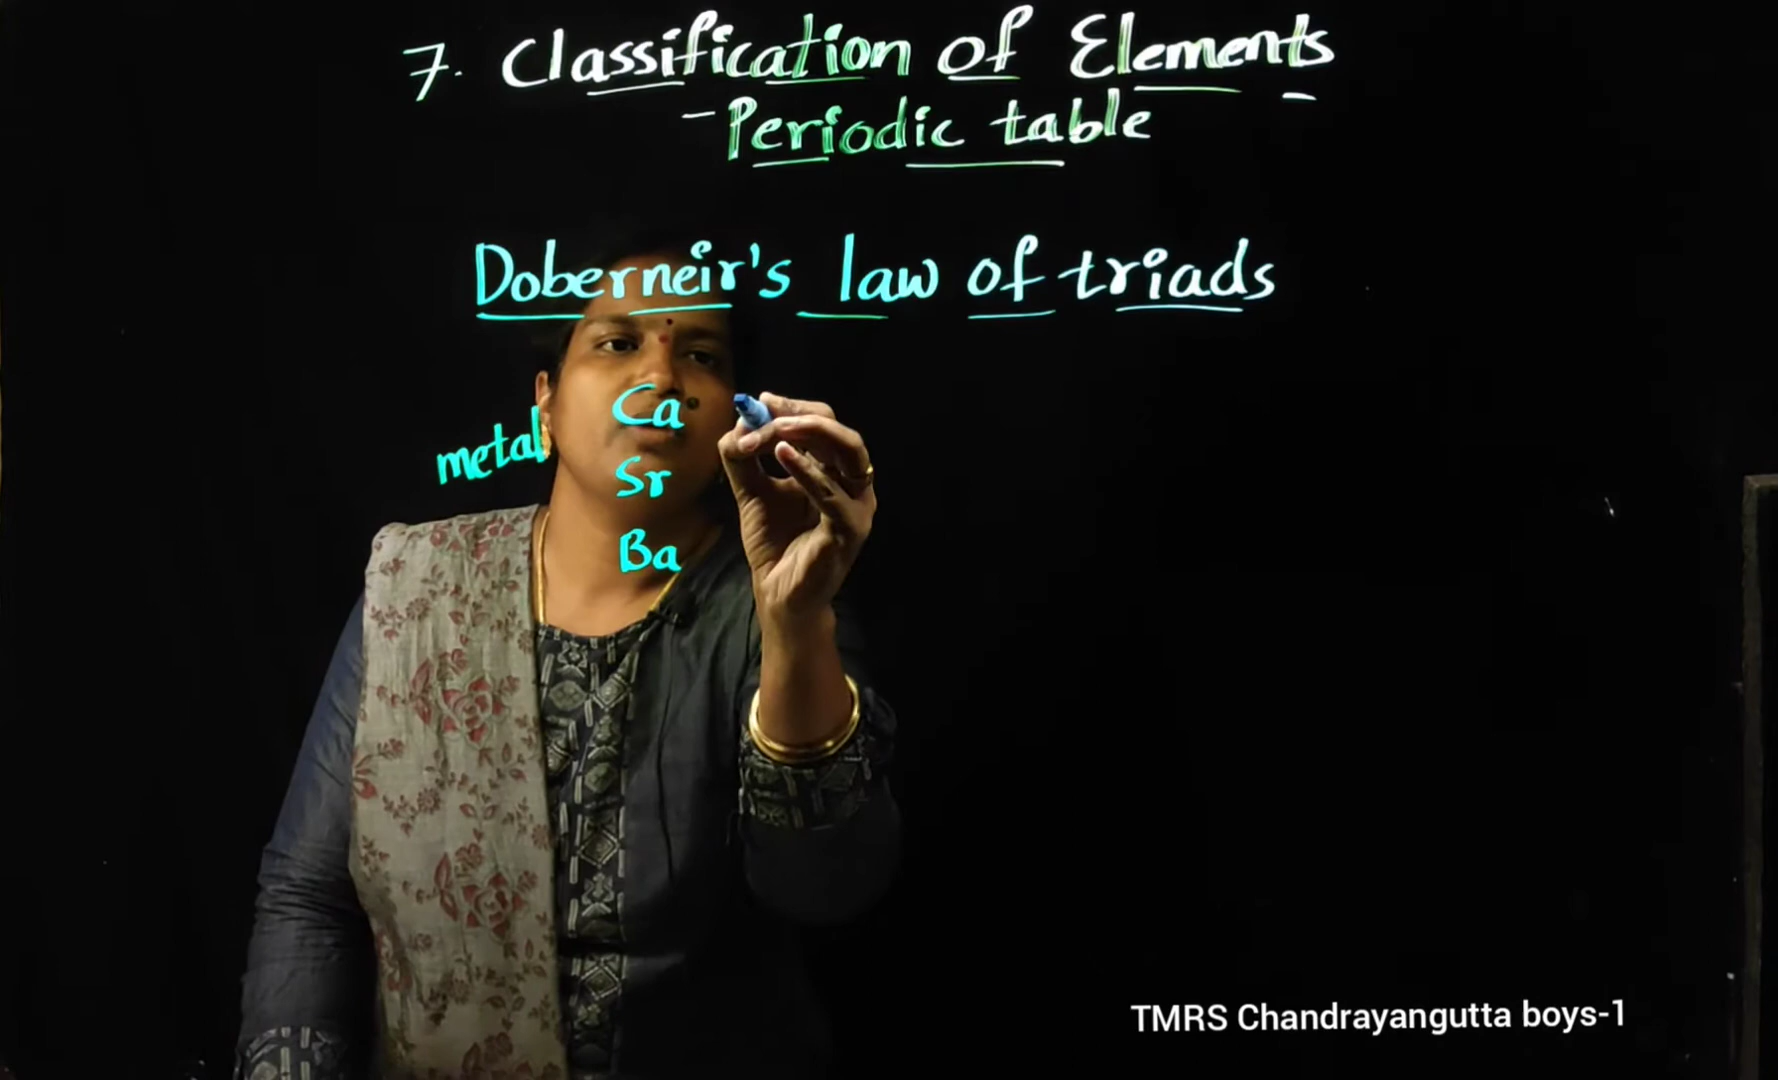 7. Classification of Elements
- Periodic table
Doberneir's law of triads
Ca
metal
Sr
Ba
TMRS Chandrayangutta boys-1